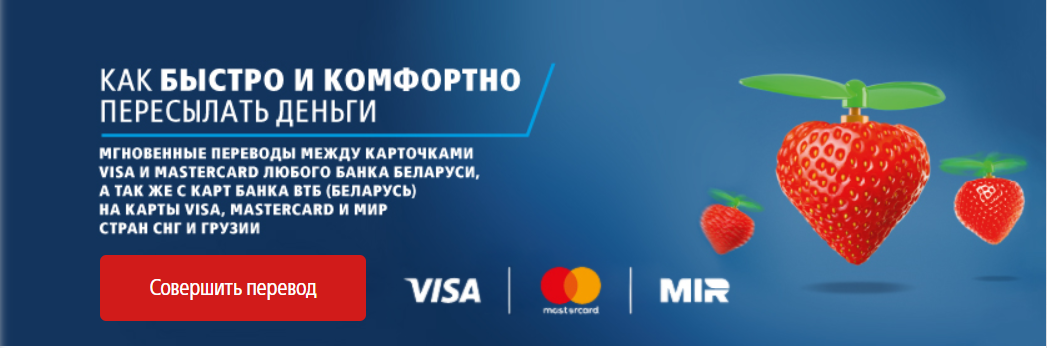 КАК БЫСТРО И КОМФОРТНО
ПЕРЕСЫЛАТЬ ДЕНЬГИ
МГНОВЕННЫЕ ПЕРЕВОДЫ МЕЖДУ КАРТОЧКАМИ
VISA И MASTERCARD ЛЮБОГО БАНКА БЕЛАРУСИ,
А ТАК ЖЕ С КАРТ БАНКА ВТБ (БЕЛАРУСЬ)
НА КАРТЫ VISA, MASTERCARD И МИР
СТРАН СНГ И ГРУЗИИ
Совершить перевод
VISA
mastercard
MIR